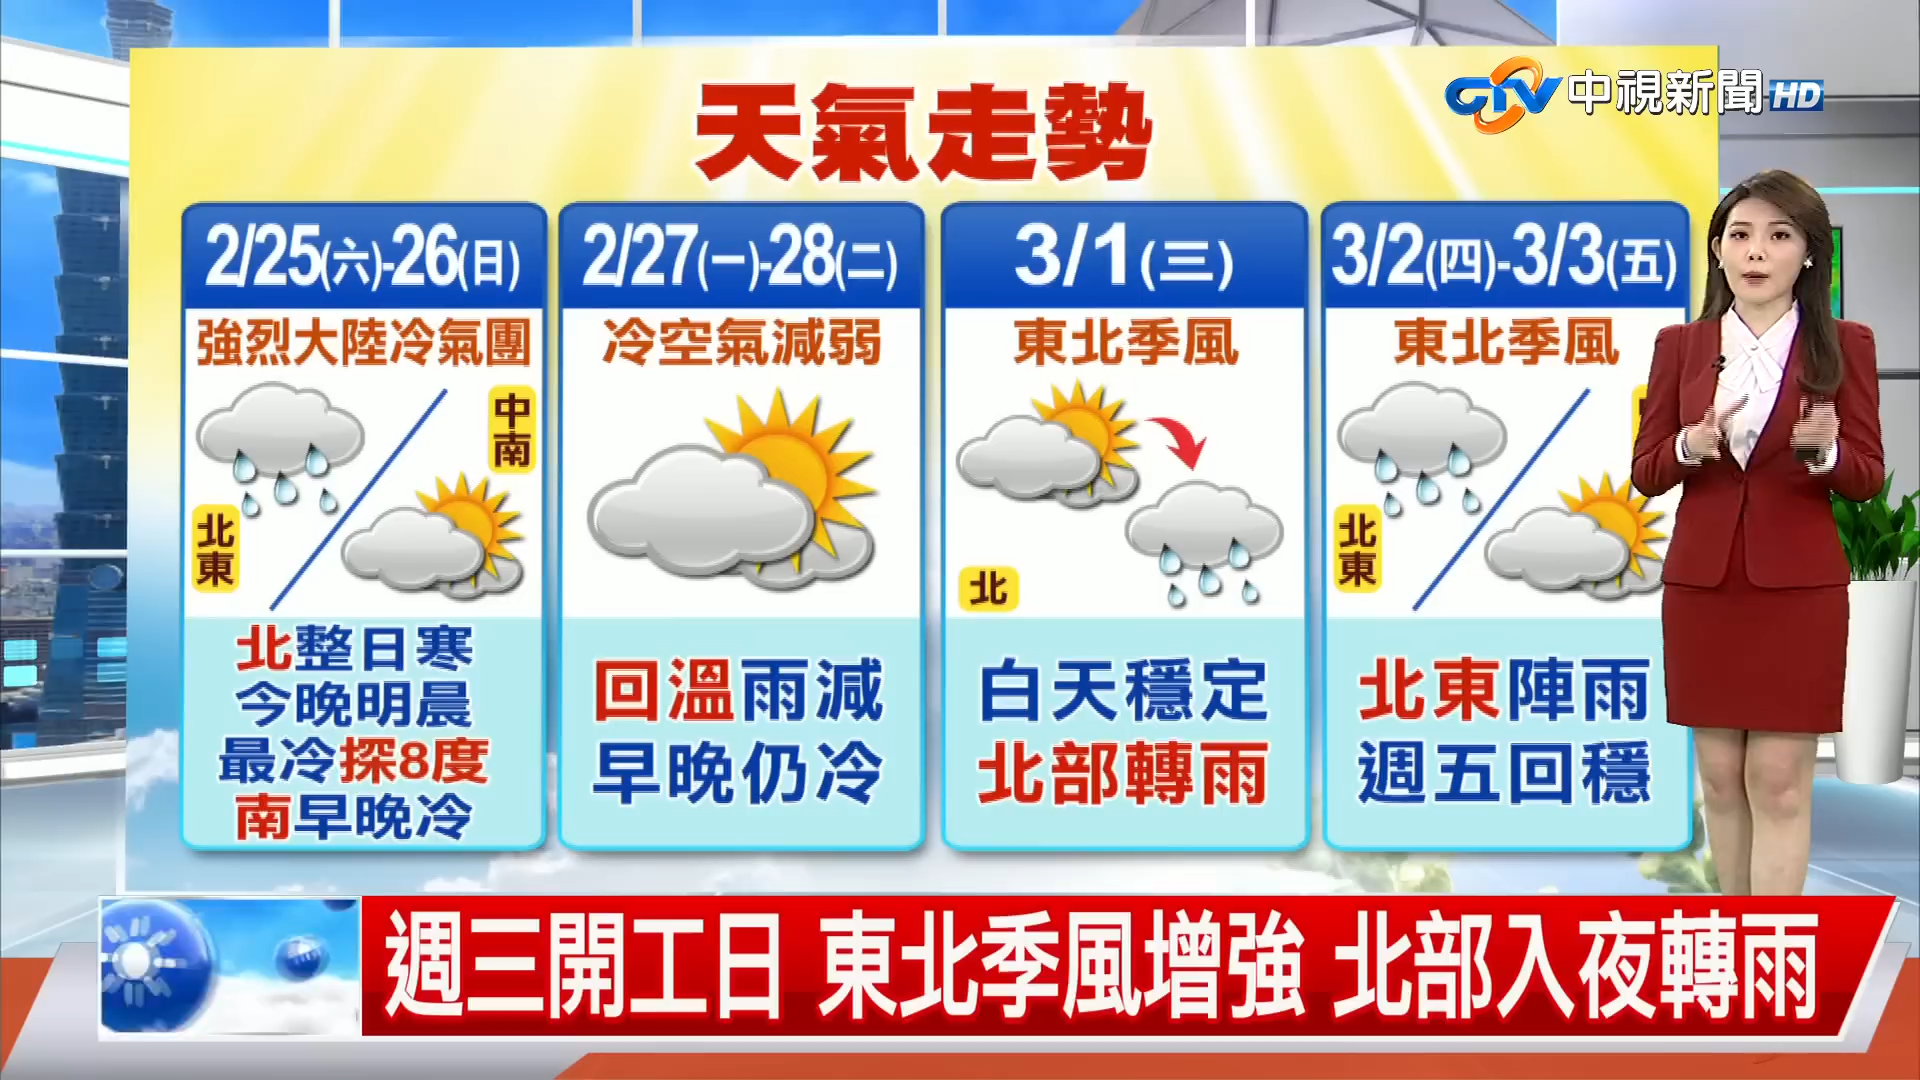 天氣走勢
CTV中視新聞HD
2/25(六)-26(日)
強烈大陸冷氣團
中南
北東
北整日寒
今晚明晨
最冷探8度
南早晚冷
2/27(一)-28(二)
冷空氣減弱
回溫雨減
早晚仍冷
3/1(三)
東北季風
北
白天穩定
北部轉雨
3/2(四)-3/3(五)
東北季風
北東
北東陣雨
週五回穩
週三開工日 東北季風增強 北部入夜轉雨